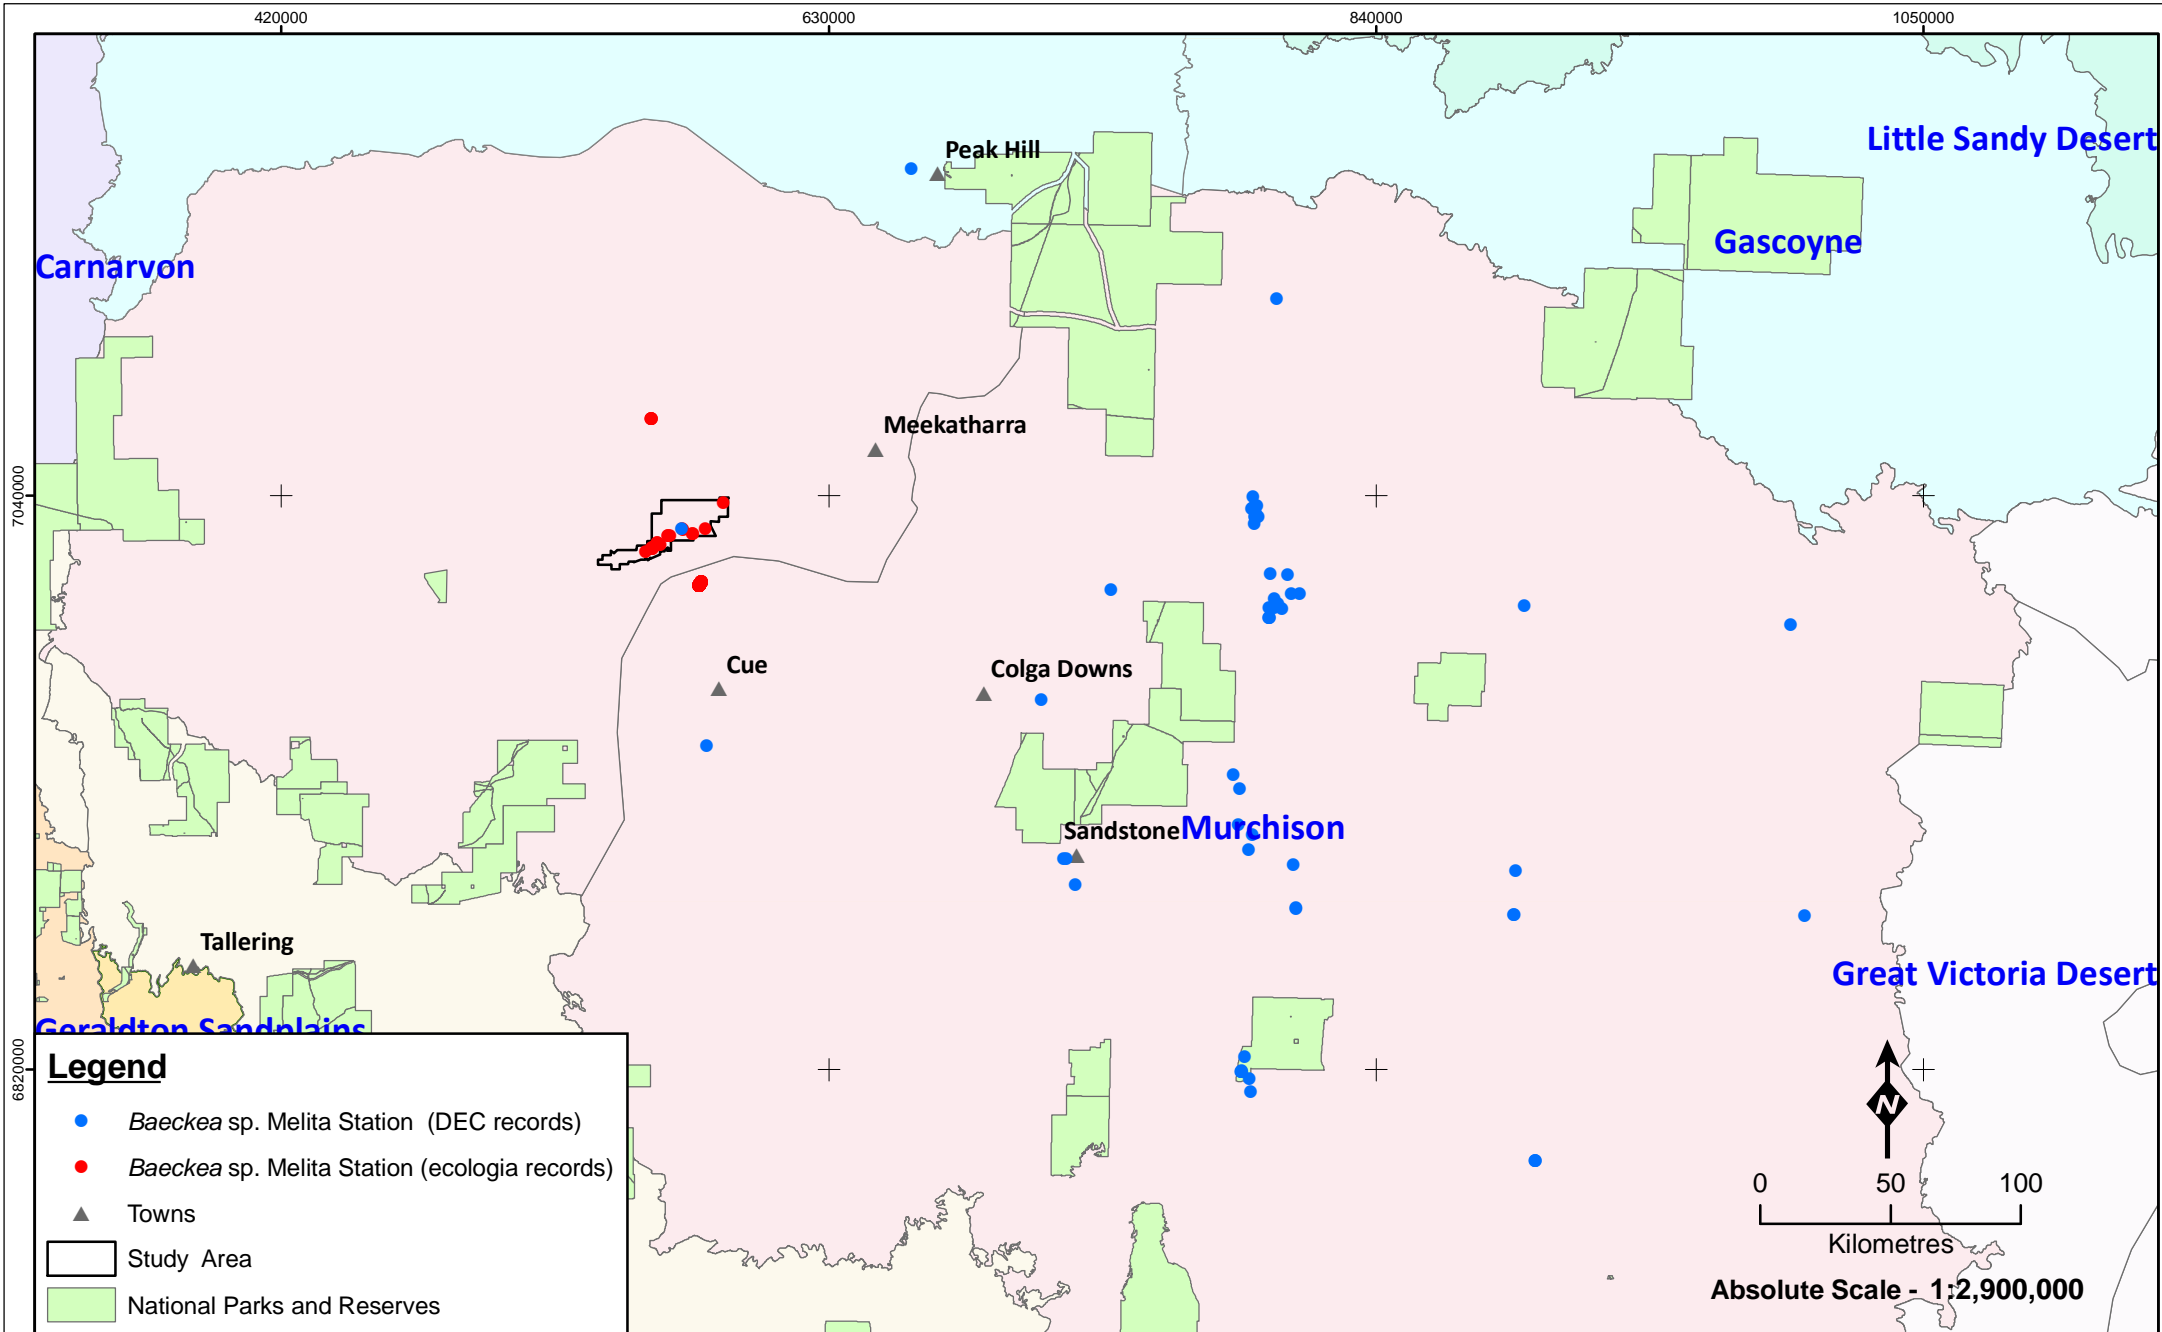 420000 630000 840000 1050000
Peak Hill
Little Sandy Desert
Gascoyne
Carnarvon
Meekatharra
7040000
Cue
Colga Downs
Sandstone
Murchison
Tallering
Great Victoria Desert
Geraldton Sandplains
6820000
Legend
Baeckea sp. Melita Station (DEC records)
Baeckea sp. Melita Station (ecologia records)
Towns
Study Area
National Parks and Reserves
N
0 50 100
Kilometres
Absolute Scale - 1:2,900,000